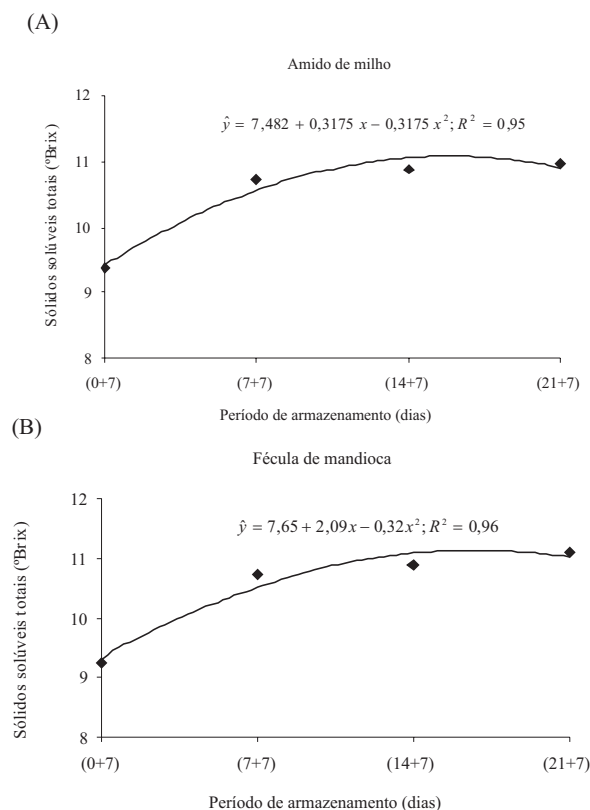 (A)
Amido de milho
ŷ = 7,482 + 0,3175 x − 0,3175 x²; R² = 0,95
Sólidos solúveis totais (ºBrix)
12
11
10
9
8
(0+7) (7+7) (14+7) (21+7)
Período de armazenamento (dias)
(B)
Fécula de mandioca
ŷ = 7,65 + 2,09x − 0,32x²; R² = 0,96
Sólidos solúveis totais (ºBrix)
12
11
10
9
8
(0+7) (7+7) (14+7) (21+7)
Período de armazenamento (dias)